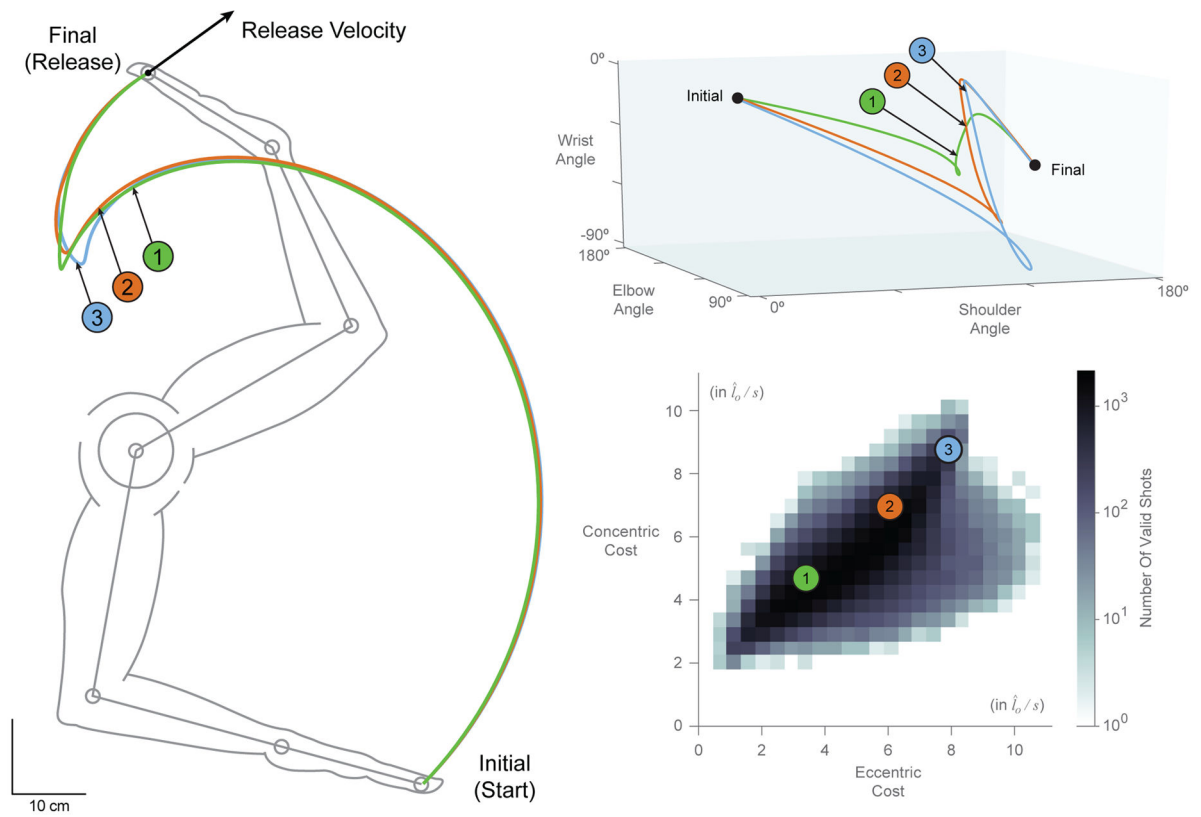 Final
(Release)
Release Velocity
1
2
3
10 cm
Initial
(Start)
0º
Wrist
Angle
-90º
180º
Elbow
Angle
90º
0º
Shoulder
Angle
180º
Initial
Final
1
2
3
(in l̂ₒ/s)
10
8
6
4
2
0
Concentric
Cost
1
2
3
(in l̂ₒ/s)
0 2 4 6 8 10
Eccentric
Cost
10³
10²
10¹
10⁰
Number Of Valid Shots